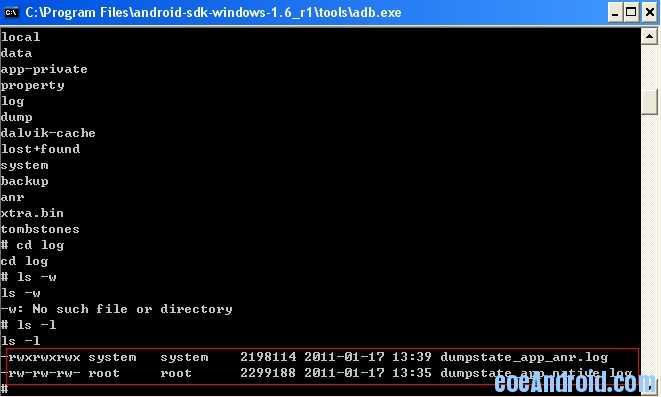 C:\Program Files\android-sdk-windows-1.6_r1\tools\adb.exe
local
data
app-private
property
log
dump
dalvik-cache
lost+found
system
backup
anr
xtra.bin
tombstones
# cd log
cd log
# ls -w
ls -w
-w: No such file or directory
# ls -l
ls -l
-rwxrwxrwx system system 2198114 2011-01-17 13:39 dumpstate_app_anr.log
-rw-rw-rw- root root 2299188 2011-01-17 13:35 dumpstate_app_native.log
#
eoeAndroid.com